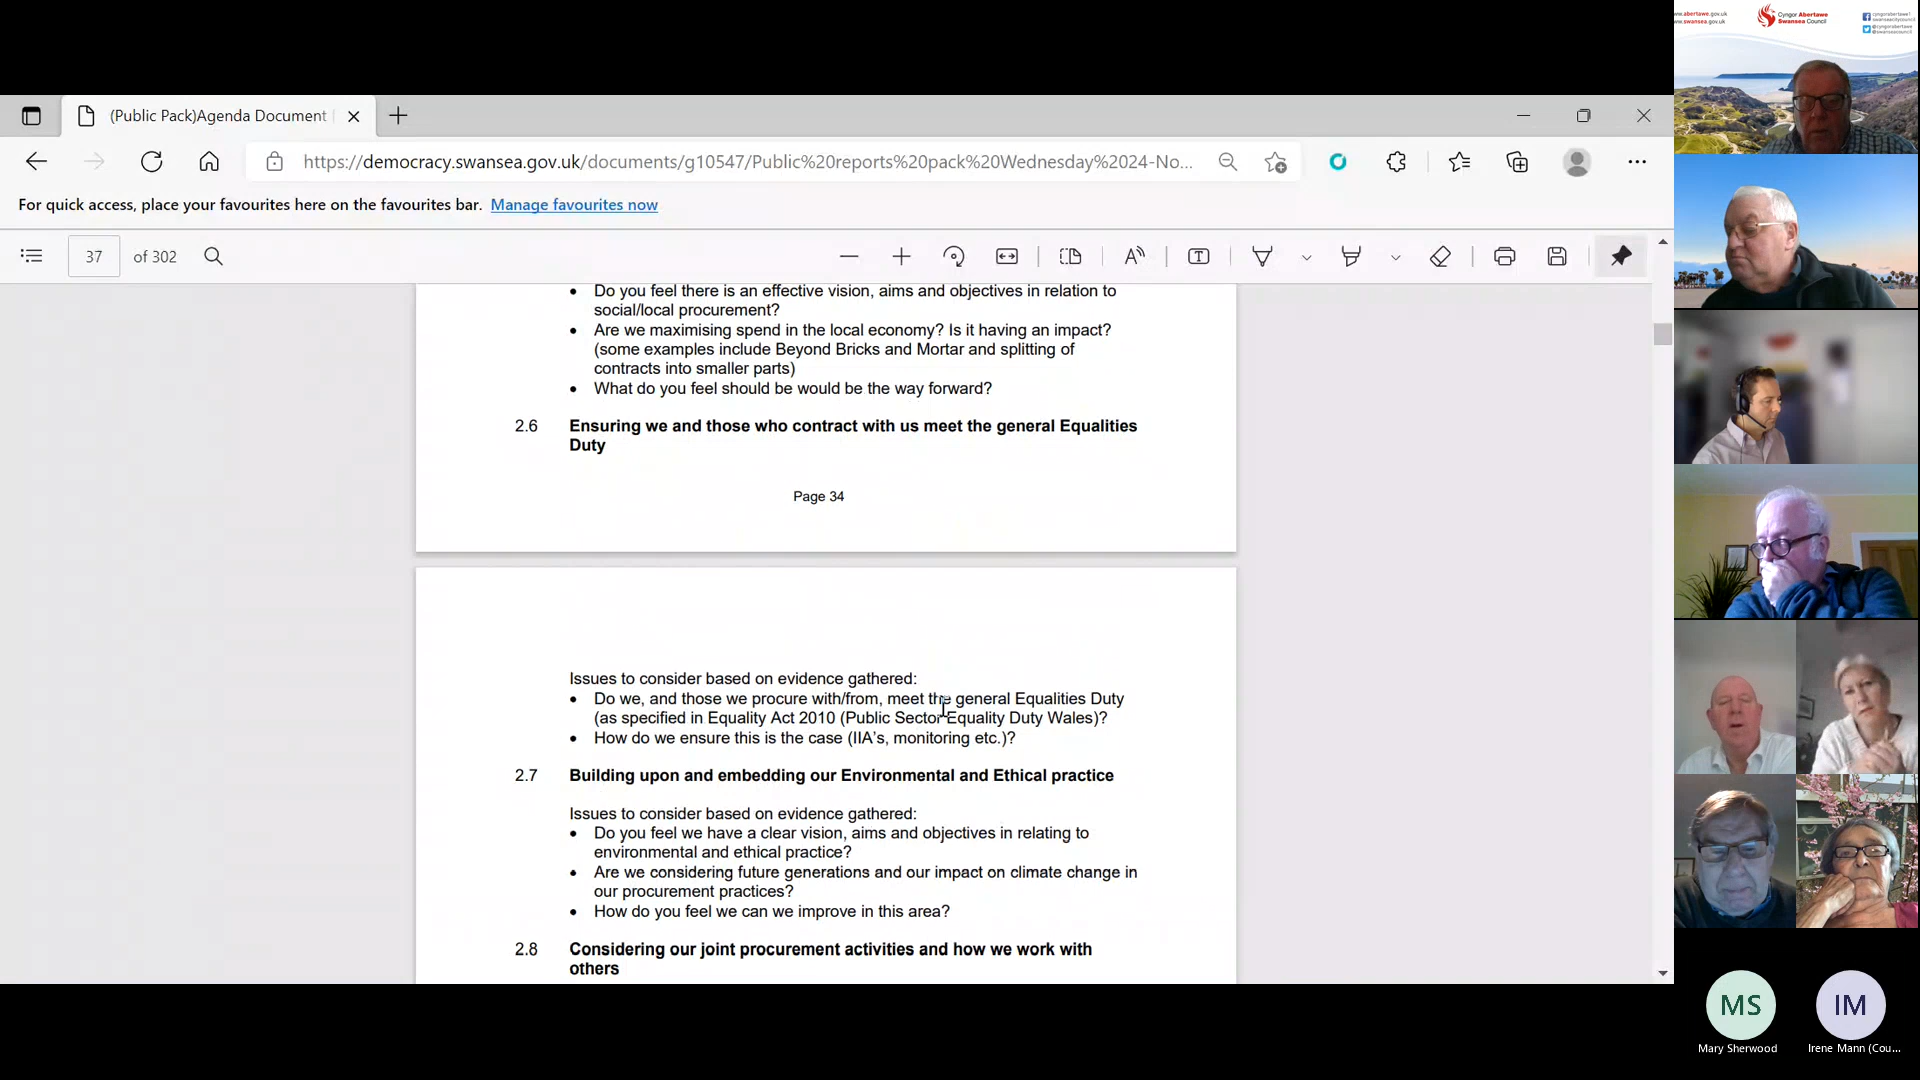 (Public Pack)Agenda Document
https://democracy.swansea.gov.uk/documents/g10547/Public%20reports%20pack%20Wednesday%2024-No...
For quick access, place your favourites here on the favourites bar. Manage favourites now
37 of 302
• Do you feel there is an effective vision, aims and objectives in relation to
social/local procurement?
• Are we maximising spend in the local economy? Is it having an impact?
(some examples include Beyond Bricks and Mortar and splitting of
contracts into smaller parts)
• What do you feel should be would be the way forward?
2.6 Ensuring we and those who contract with us meet the general Equalities
Duty
Page 34
Issues to consider based on evidence gathered:
• Do we, and those we procure with/from, meet the general Equalities Duty
(as specified in Equality Act 2010 (Public Sector Equality Duty Wales)?
• How do we ensure this is the case (IIA's, monitoring etc.)?
2.7 Building upon and embedding our Environmental and Ethical practice
Issues to consider based on evidence gathered:
• Do you feel we have a clear vision, aims and objectives in relating to
environmental and ethical practice?
• Are we considering future generations and our impact on climate change in
our procurement practices?
• How do you feel we can we improve in this area?
2.8 Considering our joint procurement activities and how we work with
others
www.abertawe.gov.uk
www.swansea.gov.uk
Cyngor Abertawe
Swansea Council
MS
Mary Sherwood
IM
Irene Mann (Cou...